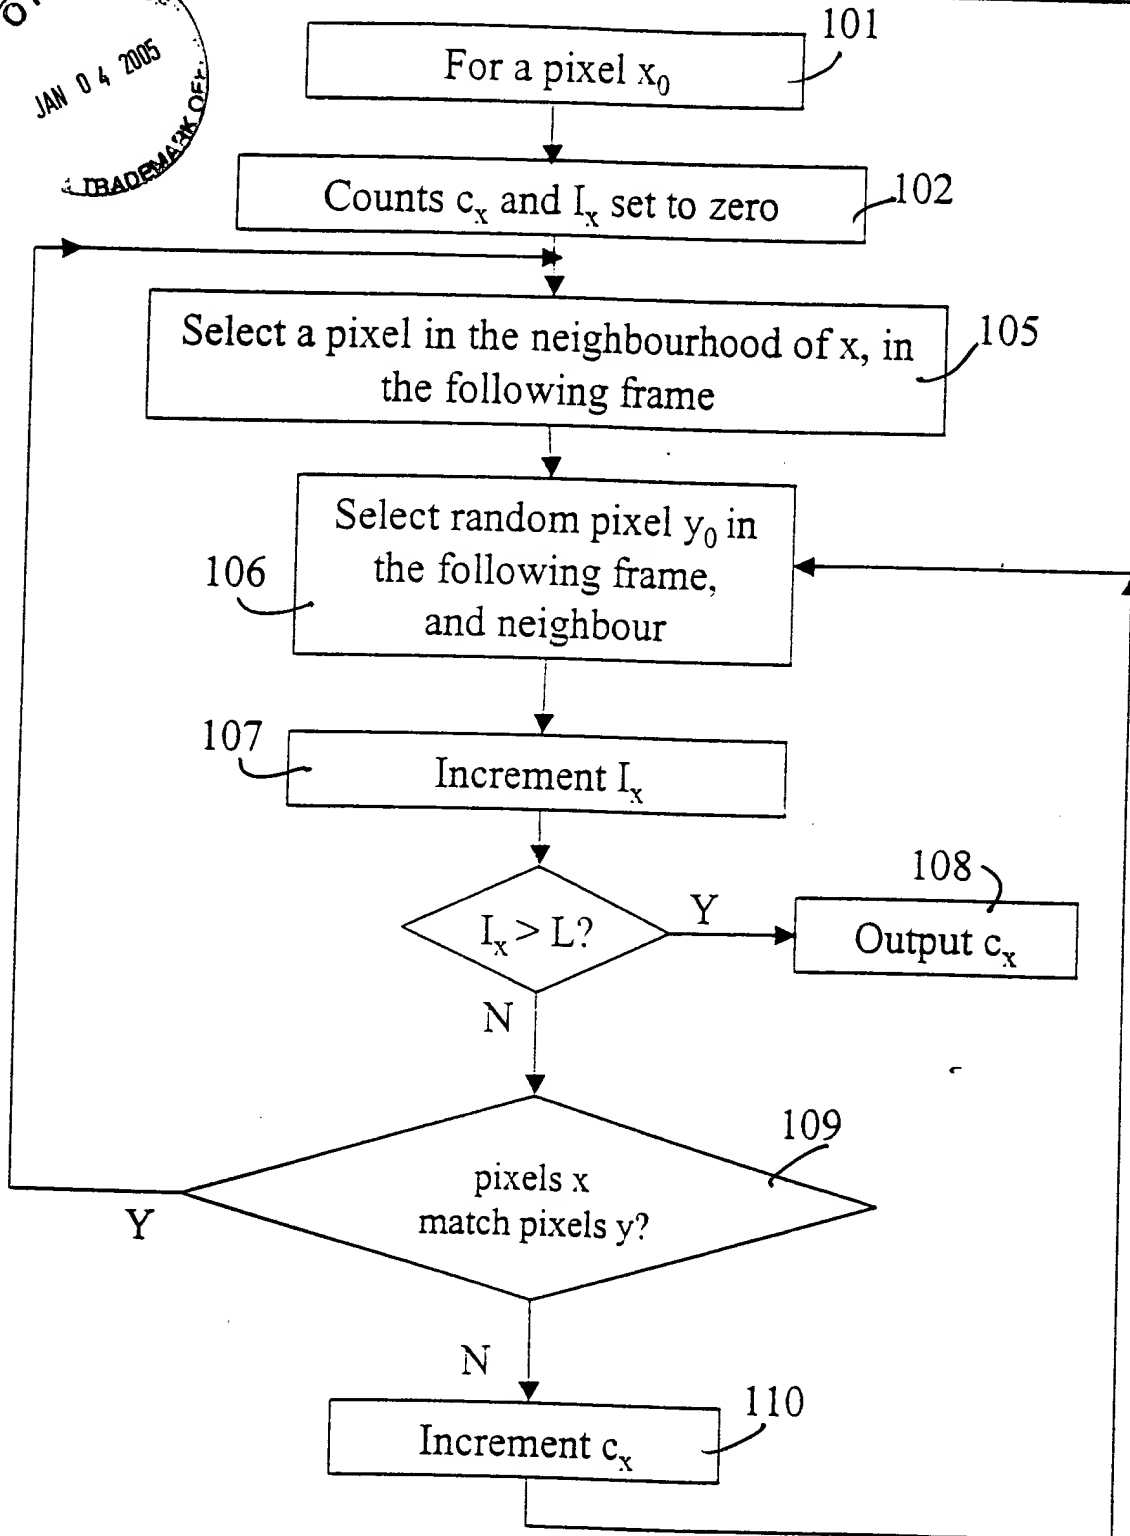 JAN 04 2005
TRADEMARK
For a pixel x₀
101
Counts cₓ and Iₓ set to zero
102
Select a pixel in the neighbourhood of x, in
the following frame
105
Select random pixel y₀ in
the following frame,
and neighbour
106
107
Increment Iₓ
108
Iₓ > L?
Y
Output cₓ
N
109
pixels x
match pixels y?
Y
N
110
Increment cₓ